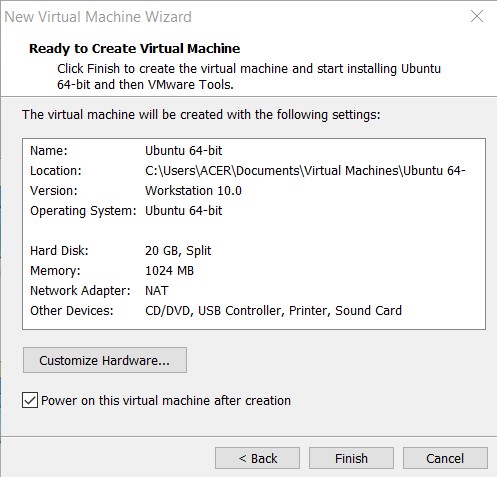 New Virtual Machine Wizard
Ready to Create Virtual Machine
Click Finish to create the virtual machine and start installing Ubuntu
64-bit and then VMware Tools.
The virtual machine will be created with the following settings:
Name: Ubuntu 64-bit
Location: C:\Users\ACER\Documents\Virtual Machines\Ubuntu 64-
Version: Workstation 10.0
Operating System: Ubuntu 64-bit
Hard Disk: 20 GB, Split
Memory: 1024 MB
Network Adapter: NAT
Other Devices: CD/DVD, USB Controller, Printer, Sound Card
Customize Hardware...
Power on this virtual machine after creation
< Back Finish Cancel